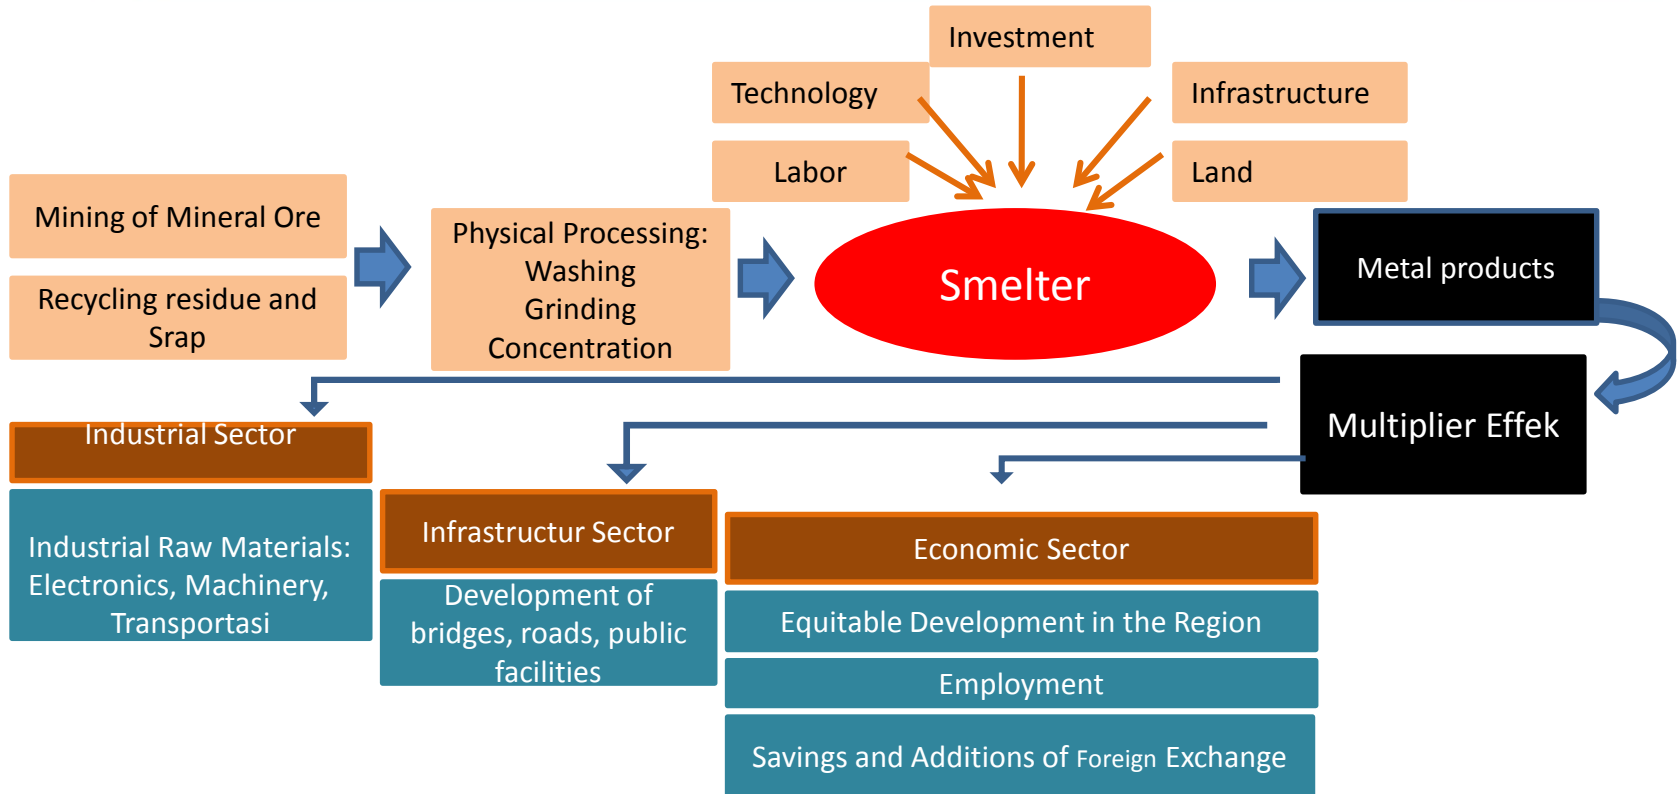 Investment
Technology
Infrastructure
Labor
Land
Mining of Mineral Ore
Recycling residue and
Srap
Physical Processing:
Washing
Grinding
Concentration
Smelter
Metal products
Multiplier Effek
Industrial Sector
Industrial Raw Materials:
Electronics, Machinery,
Transportasi
Infrastructur Sector
Development of
bridges, roads, public
facilities
Economic Sector
Equitable Development in the Region
Employment
Savings and Additions of Foreign Exchange